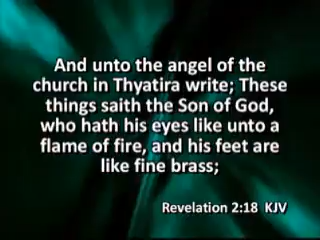 And unto the angel of the
church in Thyatira write; These
things saith the Son of God,
who hath his eyes like unto a
flame of fire, and his feet are
like fine brass;
Revelation 2:18 KJV